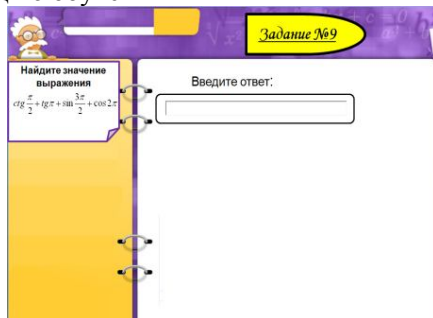 Задание №9
Найдите значение
выражения
ctg π/2 + tgπ + sin 3π/2 + cos 2π
Введите ответ: